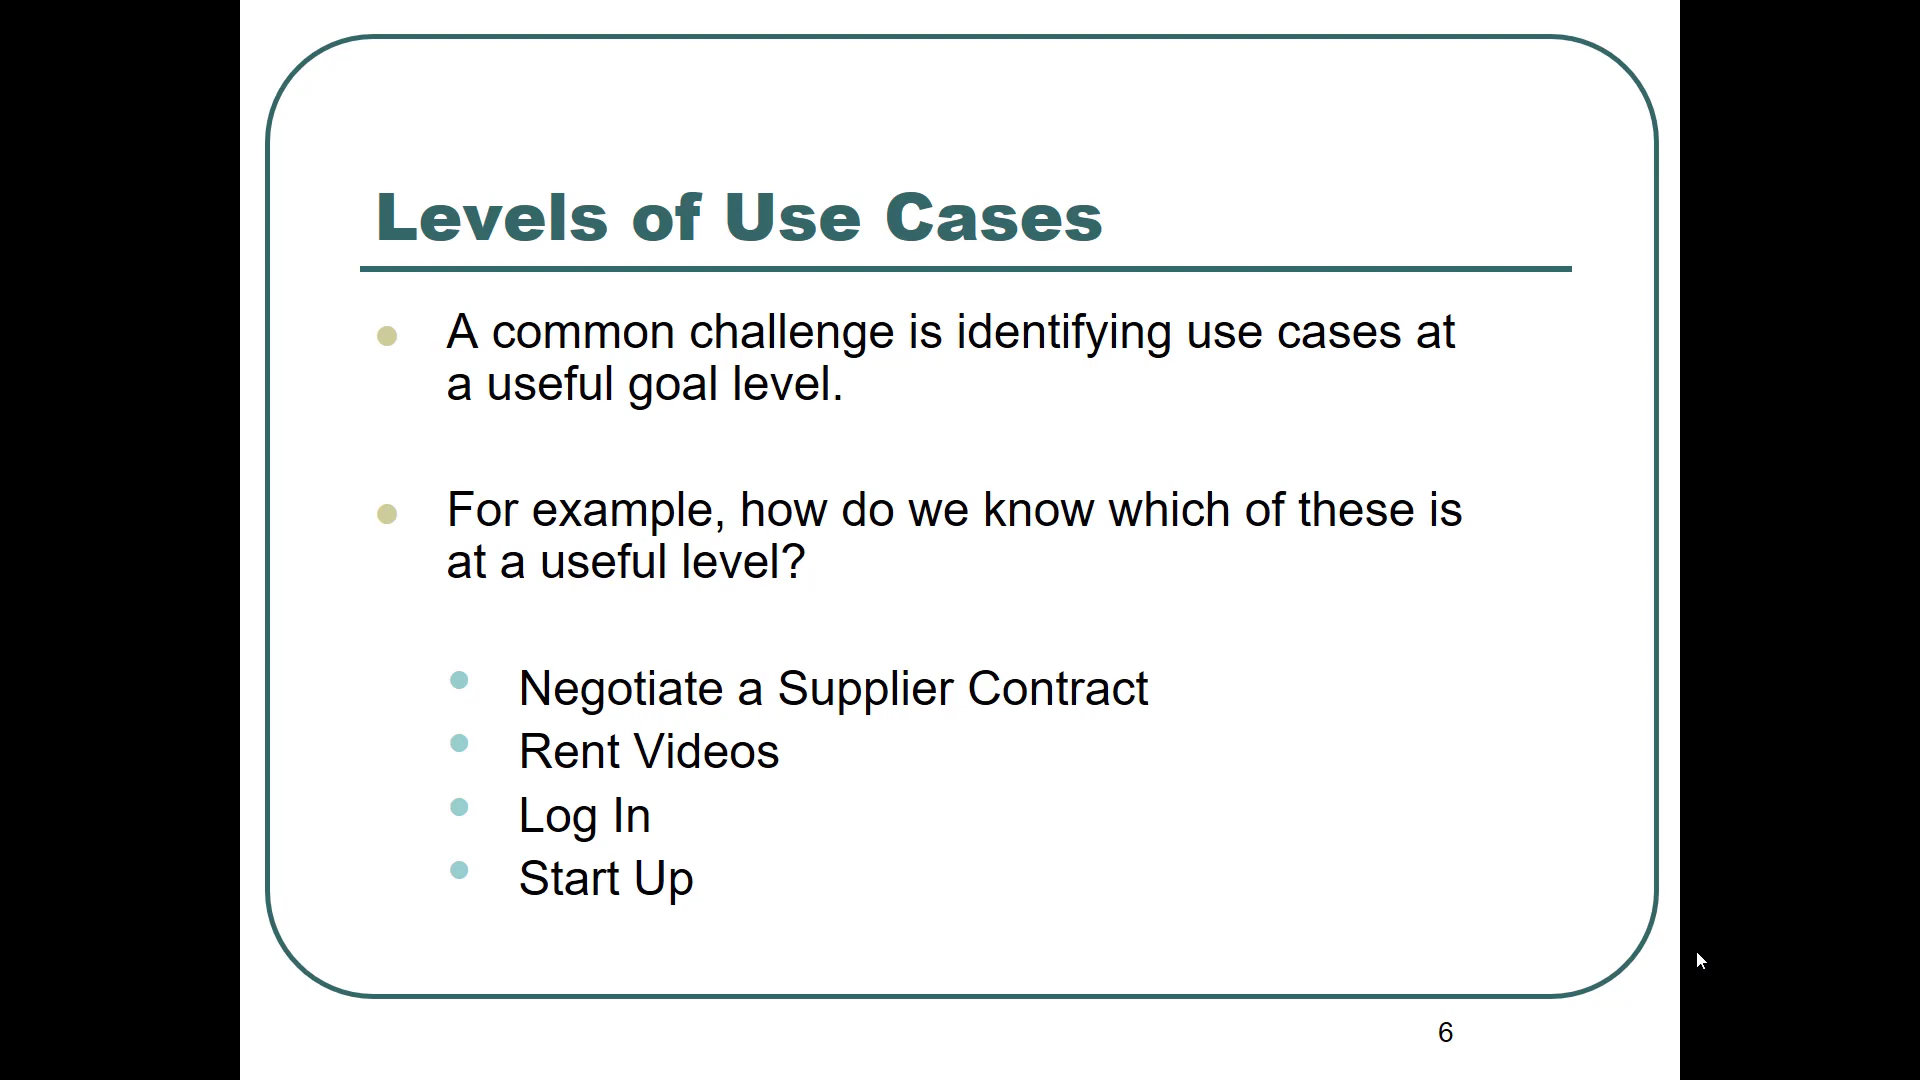 Levels of Use Cases
A common challenge is identifying use cases at
a useful goal level.
For example, how do we know which of these is
at a useful level?
Negotiate a Supplier Contract
Rent Videos
Log In
Start Up
6